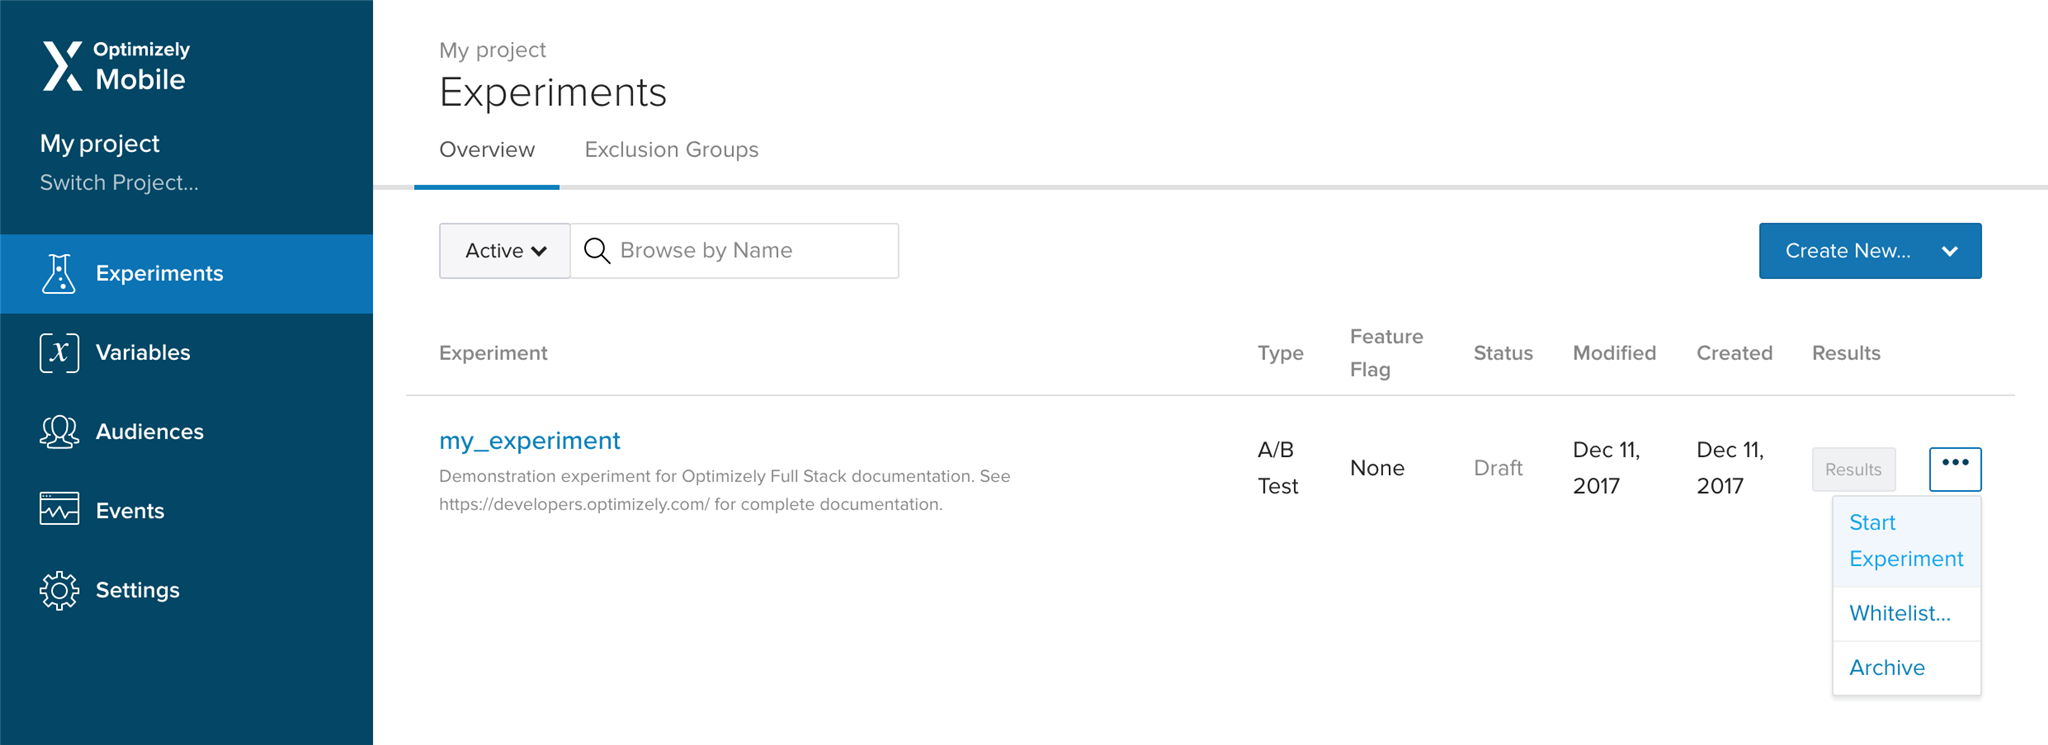 Optimizely
Mobile
My project
Switch Project...
Experiments
Variables
Audiences
Events
Settings
My project
Experiments
Overview
Exclusion Groups
Active
Browse by Name
Create New...
Experiment
Type
Feature
Flag
Status
Modified
Created
Results
my_experiment
Demonstration experiment for Optimizely Full Stack documentation. See
https://developers.optimizely.com/ for complete documentation.
A/B
Test
None
Draft
Dec 11,
2017
Dec 11,
2017
Results
Start
Experiment
Whitelist...
Archive